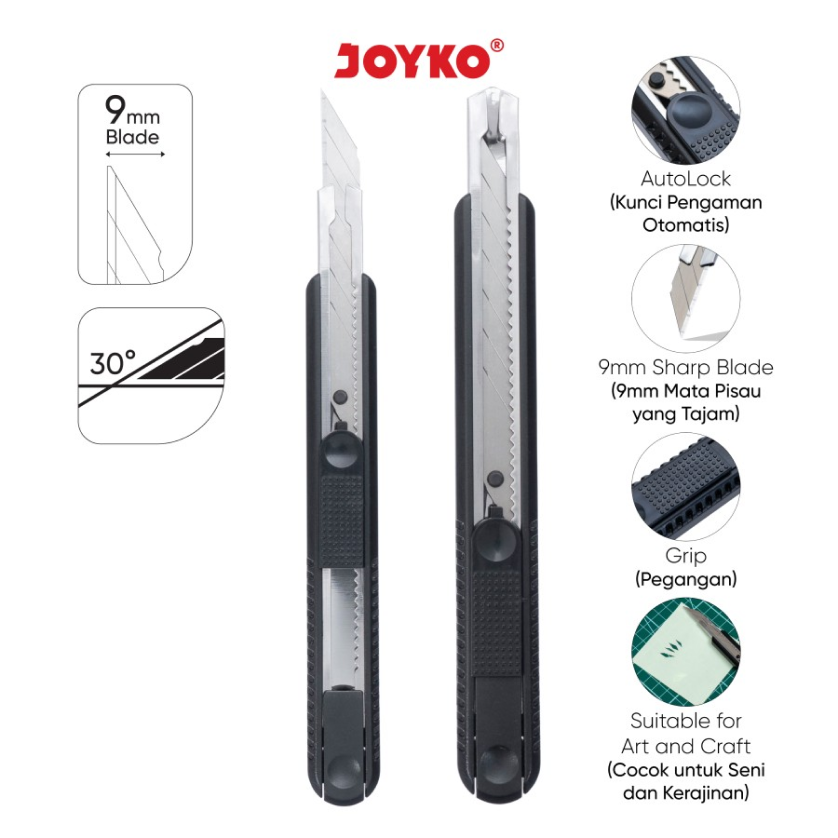 JOYKO®
9mm
Blade
30°
AutoLock
(Kunci Pengaman
Otomatis)
9mm Sharp Blade
(9mm Mata Pisau
yang Tajam)
Grip
(Pegangan)
Suitable for
Art and Craft
(Cocok untuk Seni
dan Kerajinan)